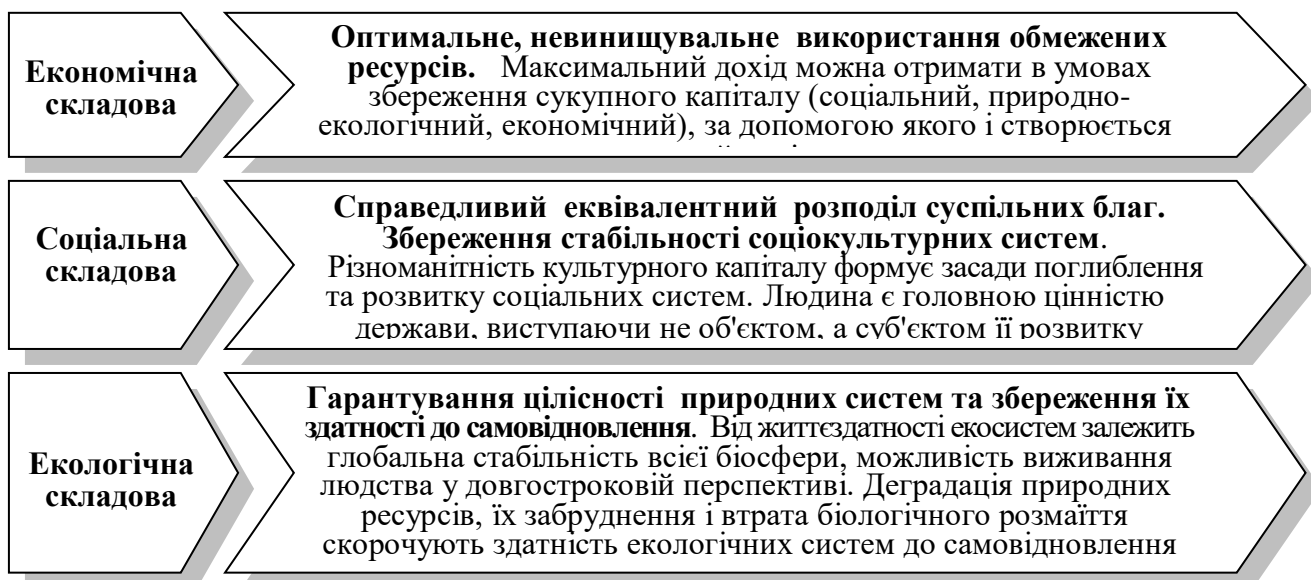 Економічна
складова
Оптимальне, невинищувальне використання обмежених
ресурсів. Максимальний дохід можна отримати в умовах
збереження сукупного капіталу (соціальний, природно-
екологічний, економічний), за допомогою якого і створюється
Соціальна
складова
Справедливий еквівалентний розподіл суспільних благ.
Збереження стабільності соціокультурних систем.
Різноманітність культурного капіталу формує засади поглиблення
та розвитку соціальних систем. Людина є головною цінністю
держави, виступаючи не об'єктом, а суб'єктом її розвитку
Екологічна
складова
Гарантування цілісності природних систем та збереження їх
здатності до самовідновлення. Від життєздатності екосистем залежить
глобальна стабільність всієї біосфери, можливість виживання
людства у довгостроковій перспективі. Деградація природних
ресурсів, їх забруднення і втрата біологічного розмаїття
скорочують здатність екологічних систем до самовідновлення